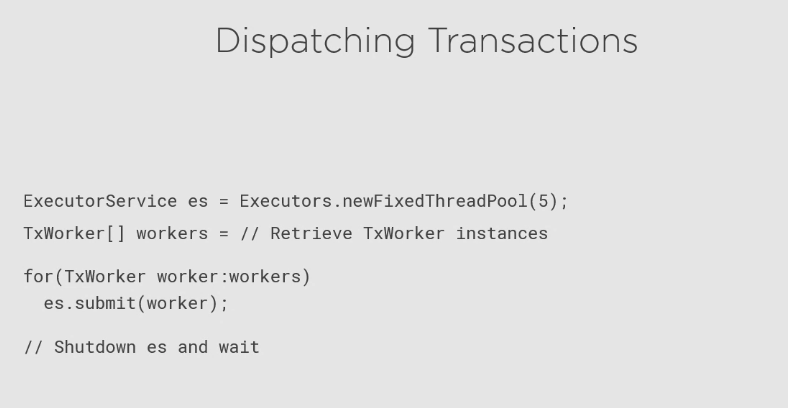 Dispatching Transactions
ExecutorService es = Executors.newFixedThreadPool(5);
TxWorker[] workers = // Retrieve TxWorker instances
for(TxWorker worker:workers)
  es.submit(worker);
// Shutdown es and wait